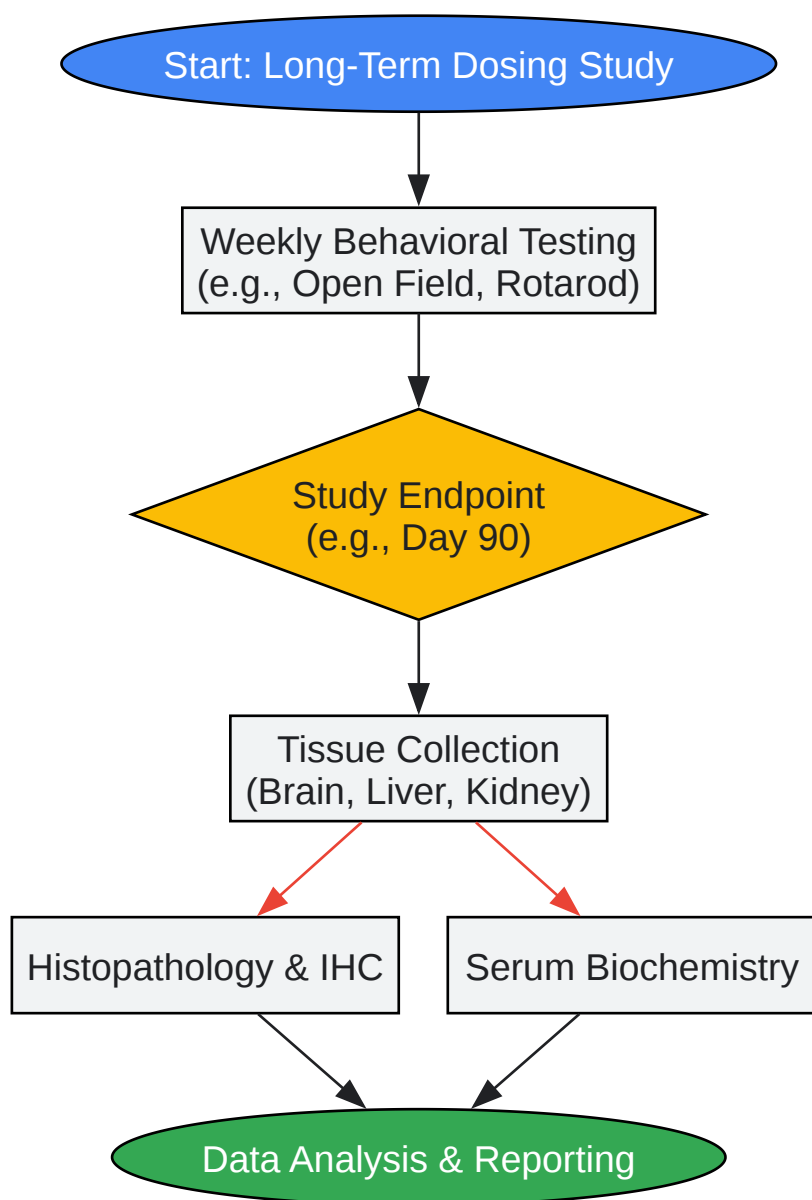 Start: Long-Term Dosing Study
Weekly Behavioral Testing
(e.g., Open Field, Rotarod)
Study Endpoint
(e.g., Day 90)
Tissue Collection
(Brain, Liver, Kidney)
Histopathology & IHC
Serum Biochemistry
Data Analysis & Reporting